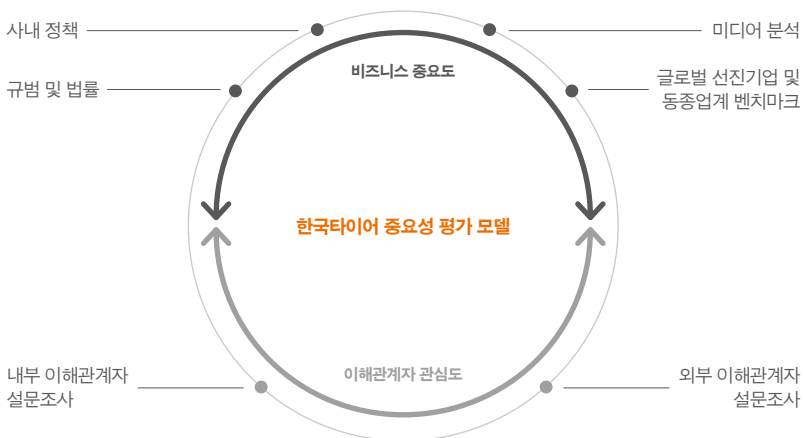 사내 정책
미디어 분석
비즈니스 중요도
규범 및 법률
글로벌 선진기업 및
동종업계 벤치마크
한국타이어 중요성 평가 모델
이해관계자 관심도
내부 이해관계자
설문조사
외부 이해관계자
설문조사